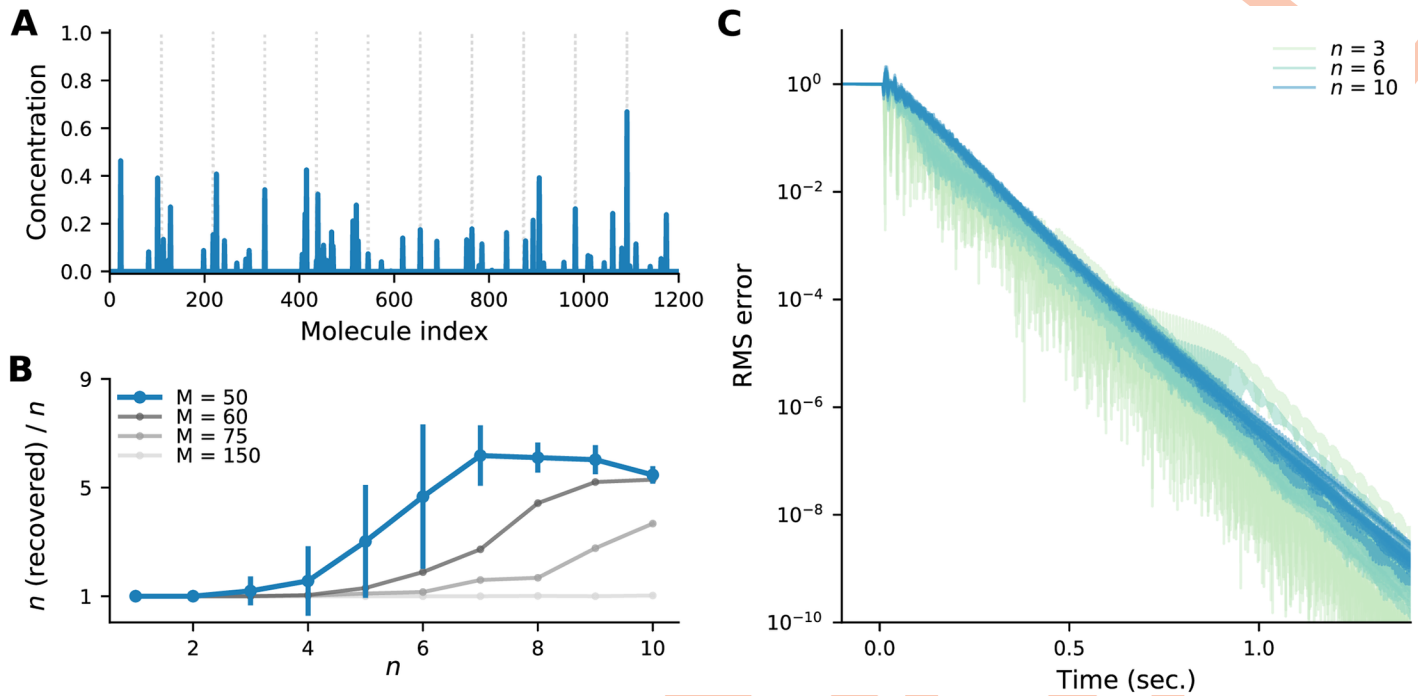 A
1.0
0.8
0.6
0.4
0.2
0.0
Concentration
0 200 400 600 800 1000 1200
Molecule index
B
9
5
1
n (recovered) / n
M = 50
M = 60
M = 75
M = 150
2 4 6 8 10
n
C
n = 3
n = 6
n = 10
10⁰
10⁻²
10⁻⁴
10⁻⁶
10⁻⁸
10⁻¹⁰
RMS error
0.0 0.5 1.0
Time (sec.)